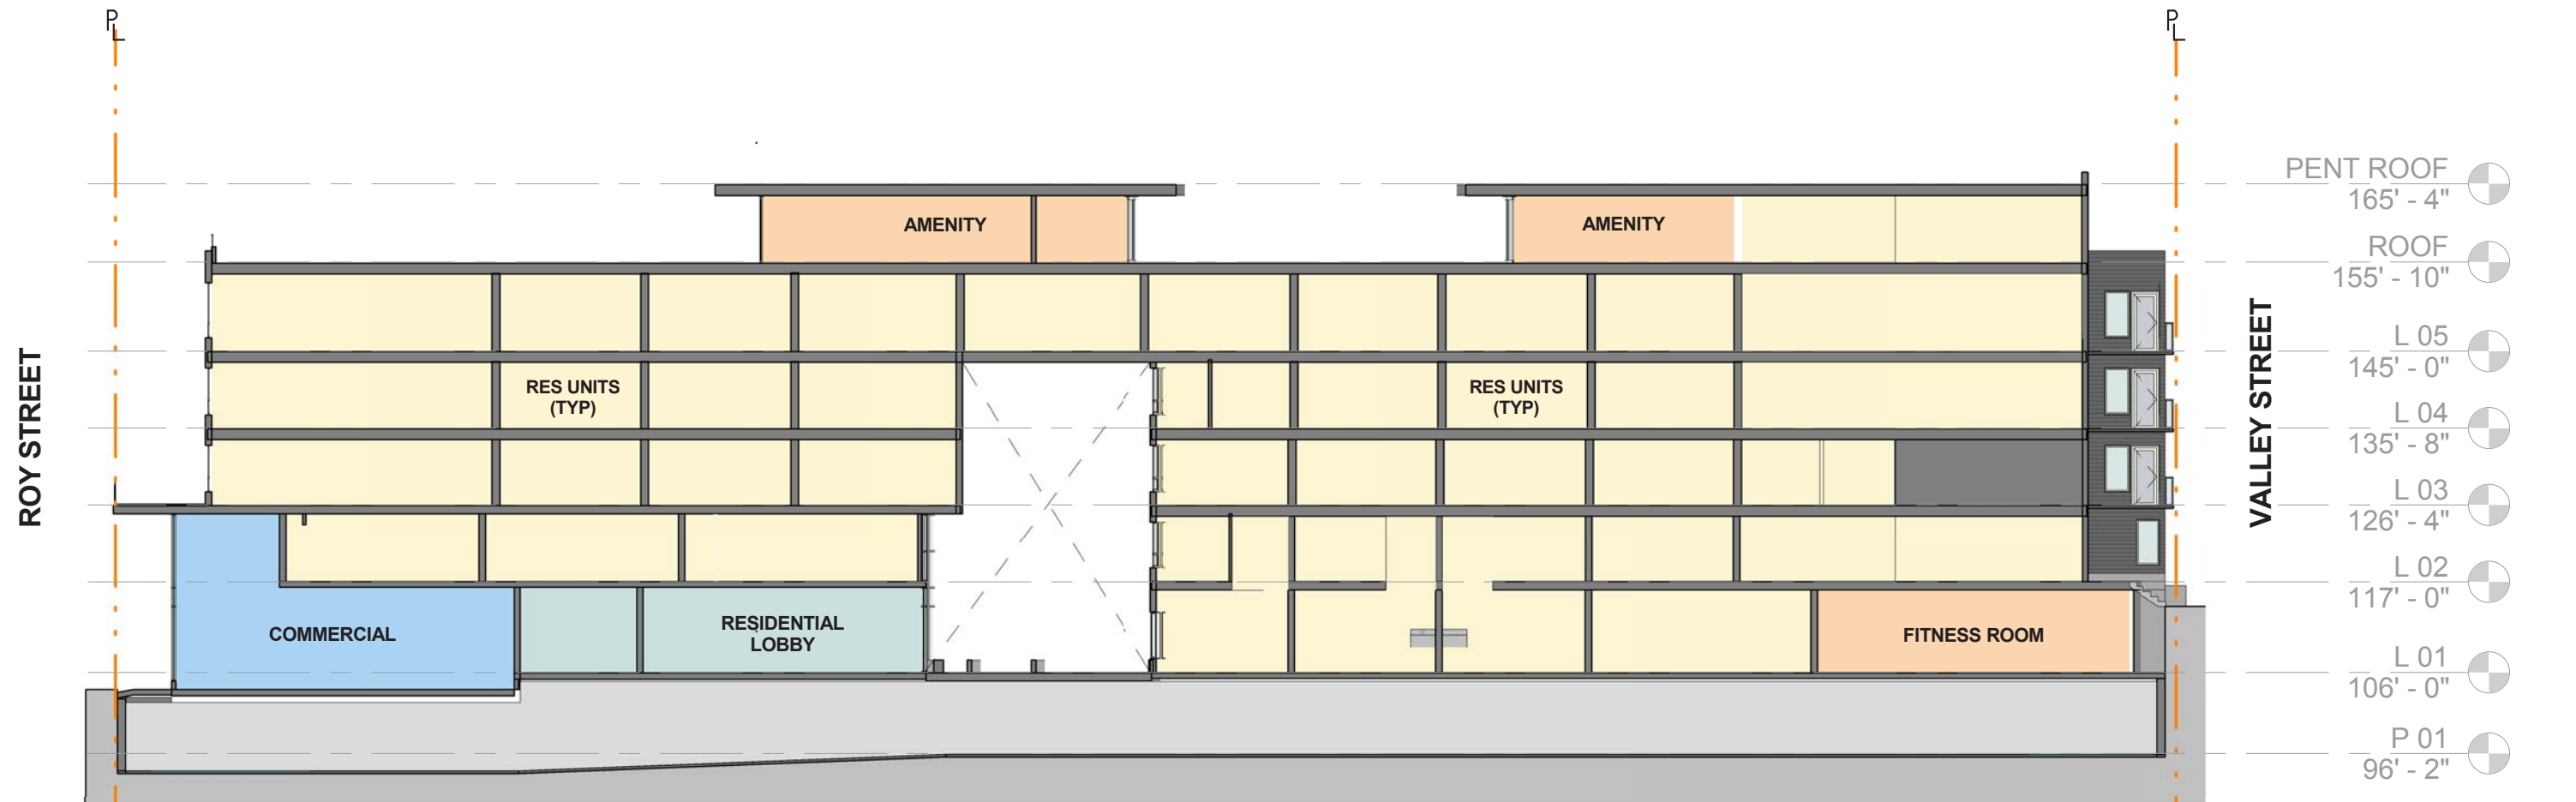 PL
PL
PENT ROOF
165' - 4"
AMENITY
AMENITY
ROOF
155' - 10"
L 05
145' - 0"
RES UNITS
(TYP)
RES UNITS
(TYP)
ROY STREET
VALLEY STREET
L 04
135' - 8"
L 03
126' - 4"
L 02
117' - 0"
COMMERCIAL
RESIDENTIAL
LOBBY
FITNESS ROOM
L 01
106' - 0"
P 01
96' - 2"